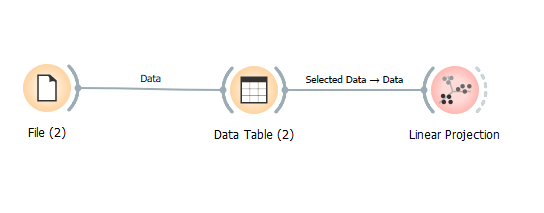 Data
Selected Data → Data
File (2)
Data Table (2)
Linear Projection